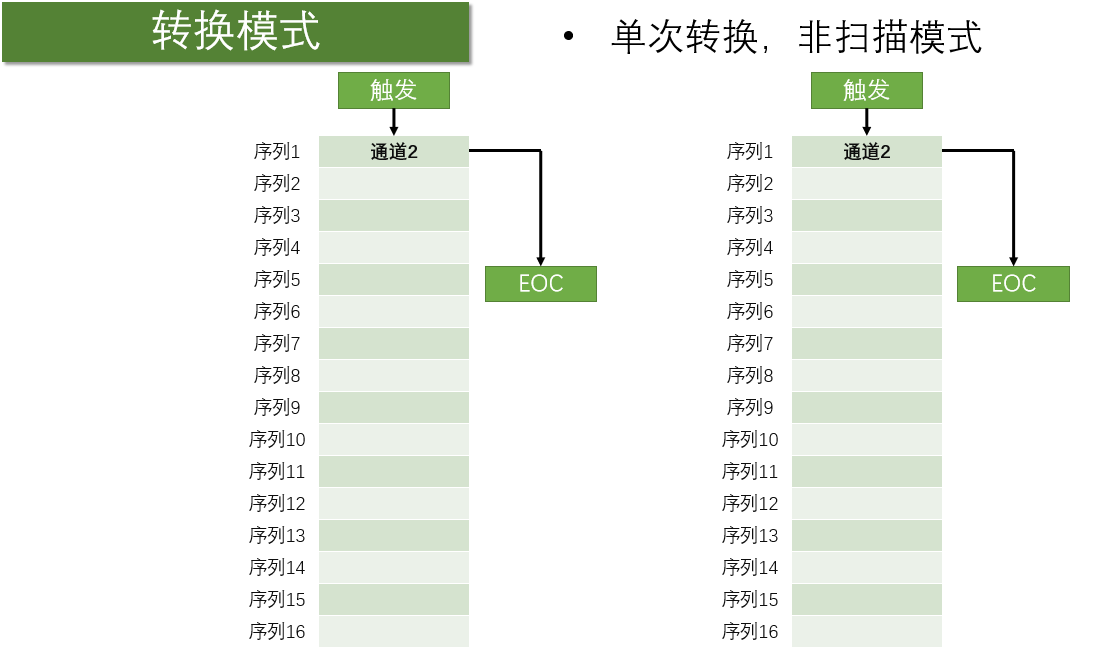 转换模式
• 单次转换，非扫描模式
触发
序列1 通道2
序列2
序列3
序列4
序列5
EOC
序列6
序列7
序列8
序列9
序列10
序列11
序列12
序列13
序列14
序列15
序列16
触发
序列1 通道2
序列2
序列3
序列4
序列5
EOC
序列6
序列7
序列8
序列9
序列10
序列11
序列12
序列13
序列14
序列15
序列16